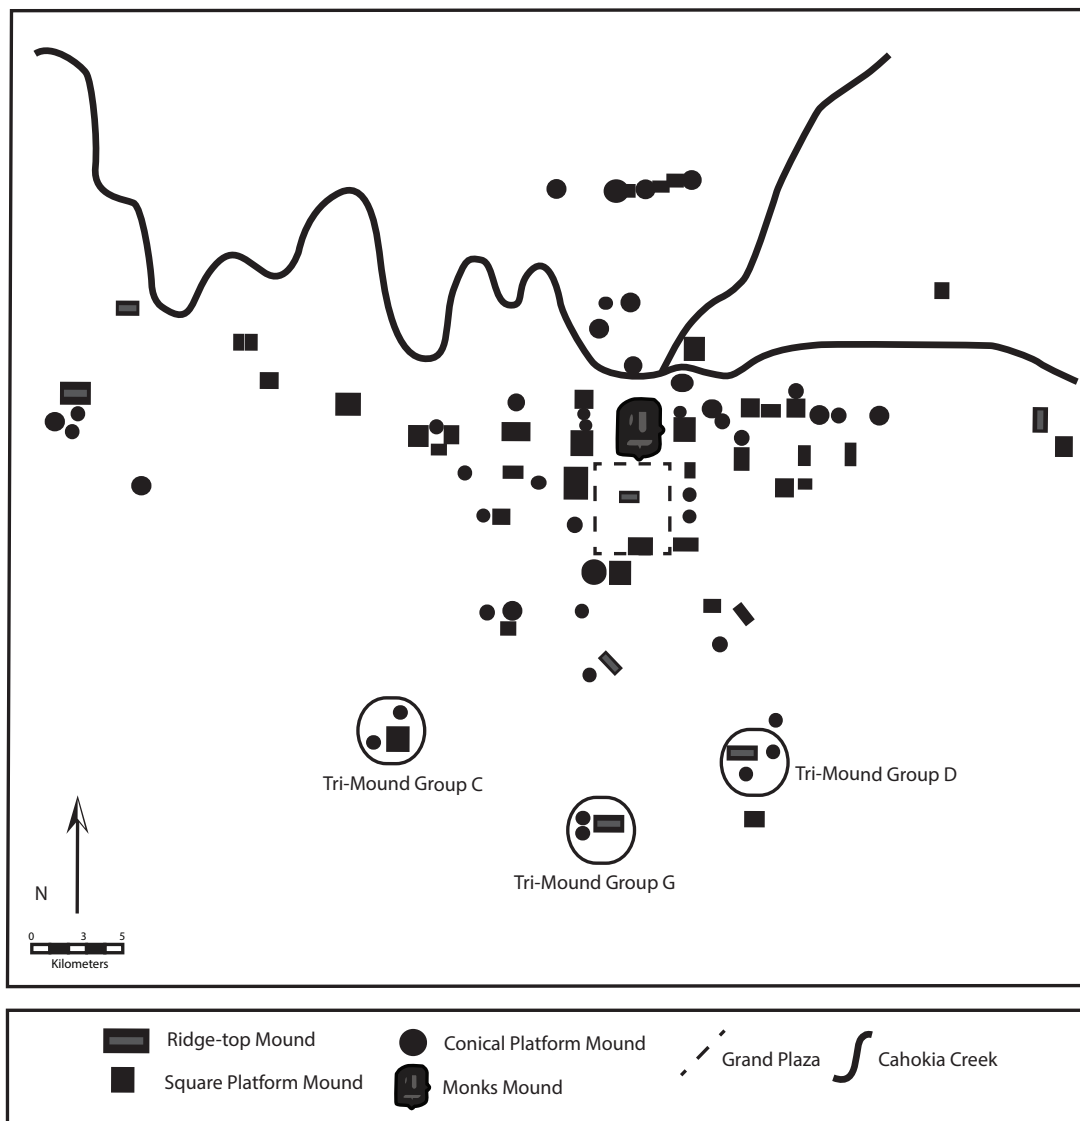 Tri-Mound Group C
Tri-Mound Group D
Tri-Mound Group G
N
0 3 5
Kilometers
Ridge-top Mound
Conical Platform Mound
Grand Plaza
Cahokia Creek
Square Platform Mound
Monks Mound